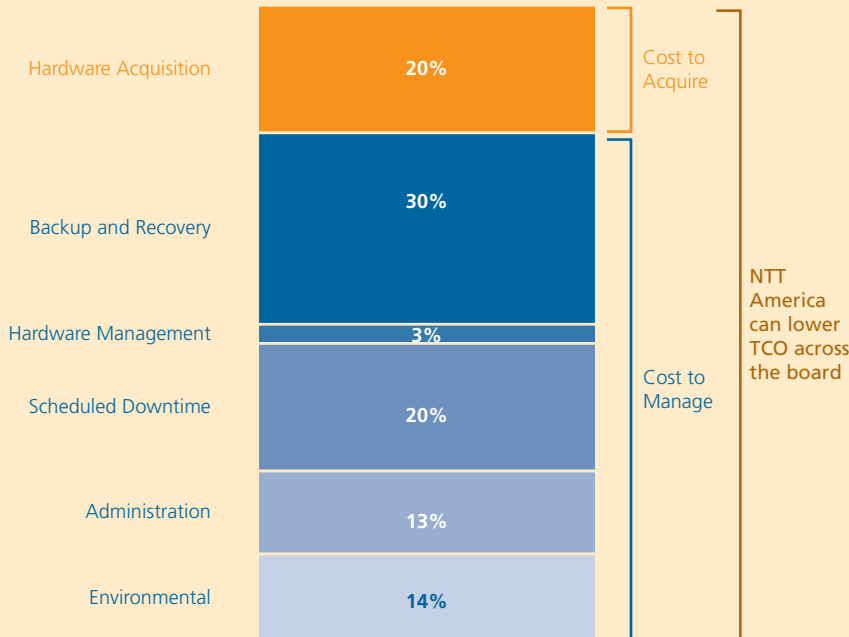 Hardware Acquisition
20%
Cost to
Acquire
Backup and Recovery
30%
Hardware Management
3%
Scheduled Downtime
20%
Administration
13%
Environmental
14%
Cost to
Manage
NTT
America
can lower
TCO across
the board